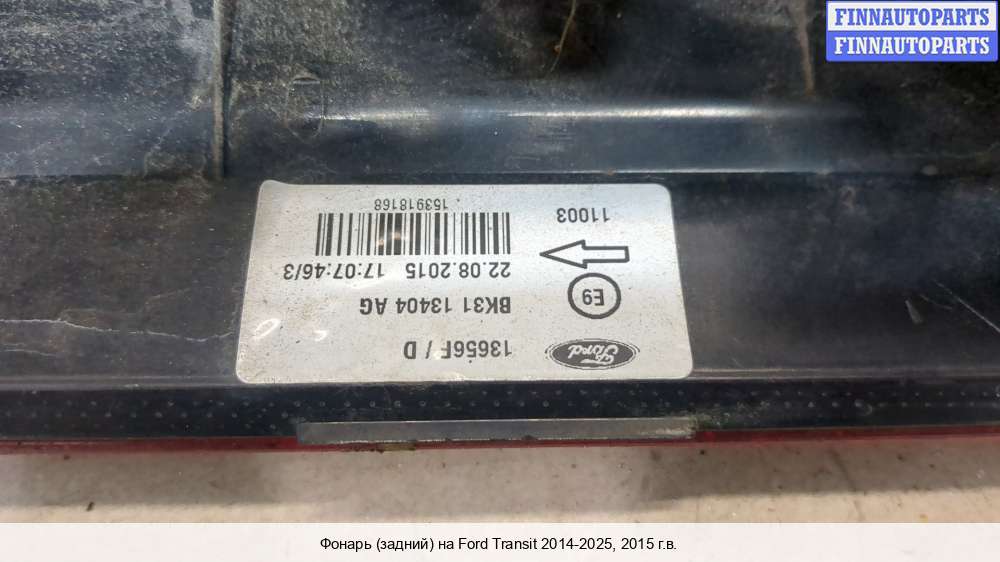 FINNAUTOPARTS
FINNAUTOPARTS
Ford
13656F / D
E9
BK31 13404 AG
22.08.2015 17:07:46/3
11003
153918168
Фонарь (задний) на Ford Transit 2014-2025, 2015 г.в.